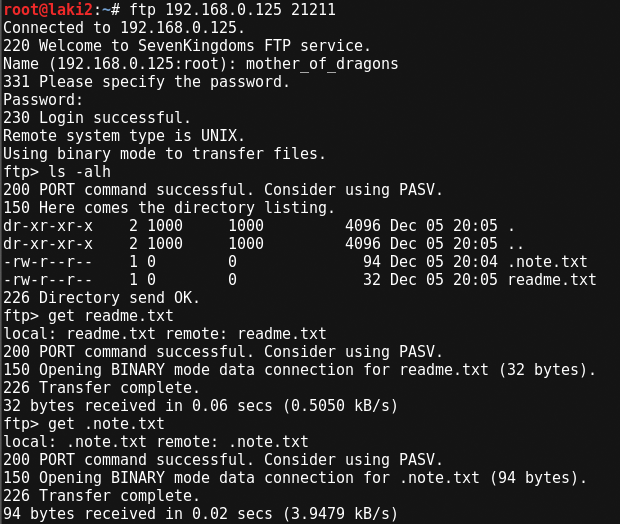 root@laki2:~# ftp 192.168.0.125 21211
Connected to 192.168.0.125.
220 Welcome to SevenKingdoms FTP service.
Name (192.168.0.125:root): mother_of_dragons
331 Please specify the password.
Password:
230 Login successful.
Remote system type is UNIX.
Using binary mode to transfer files.
ftp> ls -alh
200 PORT command successful. Consider using PASV.
150 Here comes the directory listing.
dr-xr-xr-x    2 1000     1000         4096 Dec 05 20:05 .
dr-xr-xr-x    2 1000     1000         4096 Dec 05 20:05 ..
-rw-r--r--    1 0        0              94 Dec 05 20:04 .note.txt
-rw-r--r--    1 0        0              32 Dec 05 20:05 readme.txt
226 Directory send OK.
ftp> get readme.txt
local: readme.txt remote: readme.txt
200 PORT command successful. Consider using PASV.
150 Opening BINARY mode data connection for readme.txt (32 bytes).
226 Transfer complete.
32 bytes received in 0.06 secs (0.5050 kB/s)
ftp> get .note.txt
local: .note.txt remote: .note.txt
200 PORT command successful. Consider using PASV.
150 Opening BINARY mode data connection for .note.txt (94 bytes).
226 Transfer complete.
94 bytes received in 0.02 secs (3.9479 kB/s)